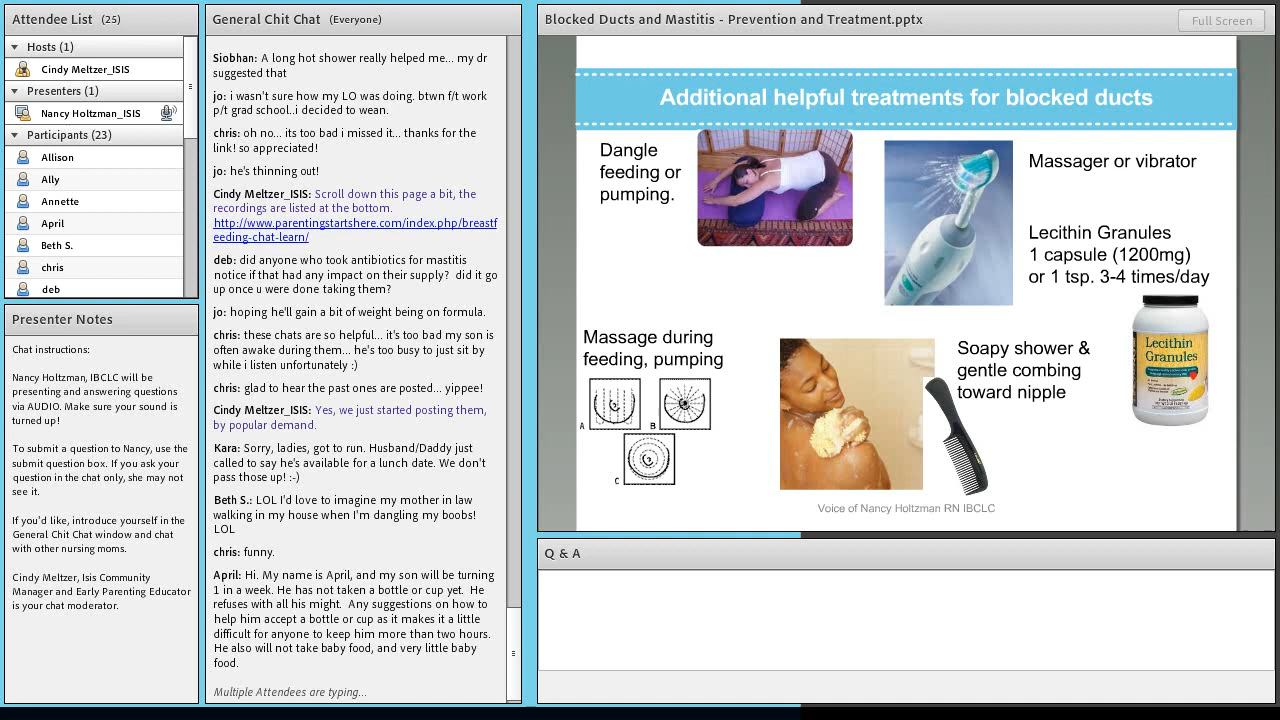 Attendee List (25)
Hosts (1)
Cindy Meltzer_ISIS
Presenters (1)
Nancy Holtzman_ISIS
Participants (23)
Allison
Ally
Annette
April
Beth S.
chris
deb
Presenter Notes
Chat instructions:
Nancy Holtzman, IBCLC will be
presenting and answering questions
via AUDIO. Make sure your sound is
turned up!
To submit a question to Nancy, use the
submit question box. If you ask your
question in the chat only, she may not
see it.
If you'd like, introduce yourself in the
General Chit Chat window and chat
with other nursing moms.
Cindy Meltzer, Isis Community
Manager and Early Parenting Educator
is your chat moderator.
General Chit Chat (Everyone)
Siobhan: A long hot shower really helped me... my dr
suggested that
jo: i wasn't sure how my LO was doing. btwn f/t work
p/t grad school..i decided to wean.
chris: oh no... its too bad i missed it... thanks for the
link! so appreciated!
jo: he's thinning out!
Cindy Meltzer_ISIS: Scroll down this page a bit, the
recordings are listed at the bottom.
http://www.parentingstartshere.com/index.php/breastf
eeding-chat-learn/
deb: did anyone who took antibiotics for mastitis
notice if that had any impact on their supply? did it go
up once u were done taking them?
jo: hoping he'll gain a bit of weight being on formula.
chris: these chats are so helpful... it's too bad my son is
often awake during them... he's too busy to just sit by
while i listen unfortunately :)
chris: glad to hear the past ones are posted... yippee!
Cindy Meltzer_ISIS: Yes, we just started posting them,
by popular demand.
Kara: Sorry, ladies, got to run. Husband/Daddy just
called to say he's available for a lunch date. We don't
pass those up! :-)
Beth S.: LOL I'd love to imagine my mother in law
walking in my house when I'm dangling my boobs!
LOL
chris: funny.
April: Hi. My name is April, and my son will be turning
1 in a week. He has not taken a bottle or cup yet. He
refuses with all his might. Any suggestions on how to
help him accept a bottle or cup as it makes it a little
difficult for anyone to keep him more than two hours.
He also will not take baby food, and very little baby
food.
Multiple Attendees are typing...
Blocked Ducts and Mastitis - Prevention and Treatment.pptx
Full Screen
Additional helpful treatments for blocked ducts
Dangle
feeding or
pumping.
Massager or vibrator
Lecithin Granules
1 capsule (1200mg)
or 1 tsp. 3-4 times/day
Massage during
feeding, pumping
A
B
C
Soapy shower &
gentle combing
toward nipple
Lecithin
Granules
Voice of Nancy Holtzman RN IBCLC
Q & A